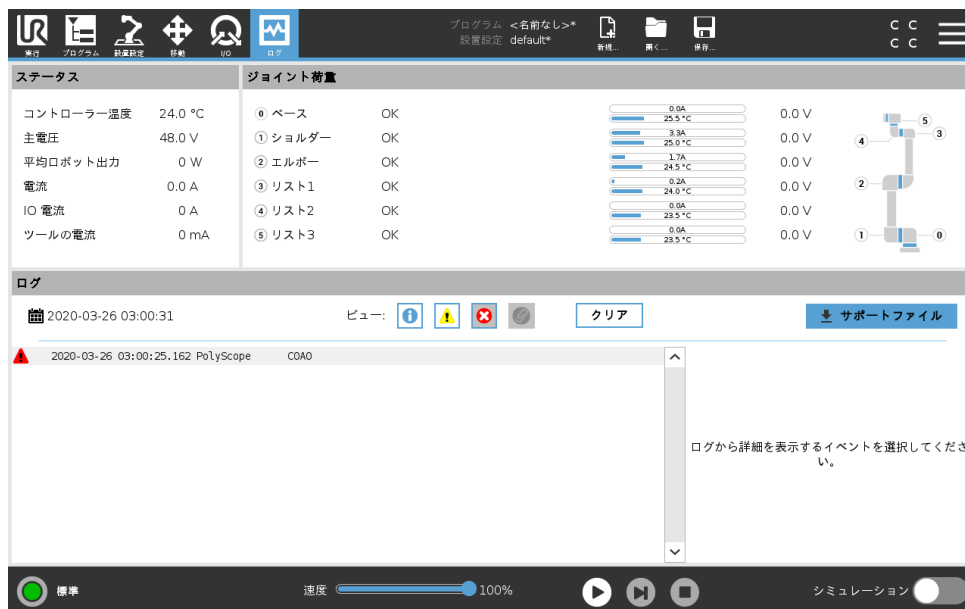 プログラム <名前なし>*
設置設定 default*
実行 プログラム 設置設定 移動 I/O ログ 新規... 開く... 保存...
C C
C C
ステータス
ジョイント荷重
コントローラー温度 24.0 °C
主電圧 48.0 V
平均ロボット出力 0 W
電流 0.0 A
IO 電流 0 A
ツールの電流 0 mA
0 ベース OK 0.0A 25.5 °C 0.0 V
1 ショルダー OK 3.3A 25.0 °C 0.0 V
2 エルボー OK 1.7A 24.5 °C 0.0 V
3 リスト1 OK 0.2A 24.0 °C 0.0 V
4 リスト2 OK 0.0A 23.5 °C 0.0 V
5 リスト3 OK 0.0A 23.5 °C 0.0 V
5
3
4
2
1 0
ログ
2020-03-26 03:00:31 ビュー: クリア サポートファイル
2020-03-26 03:00:25.162 PolyScope C0A0
ログから詳細を表示するイベントを選択してくださ
い。
標準 速度 100% シミュレーション